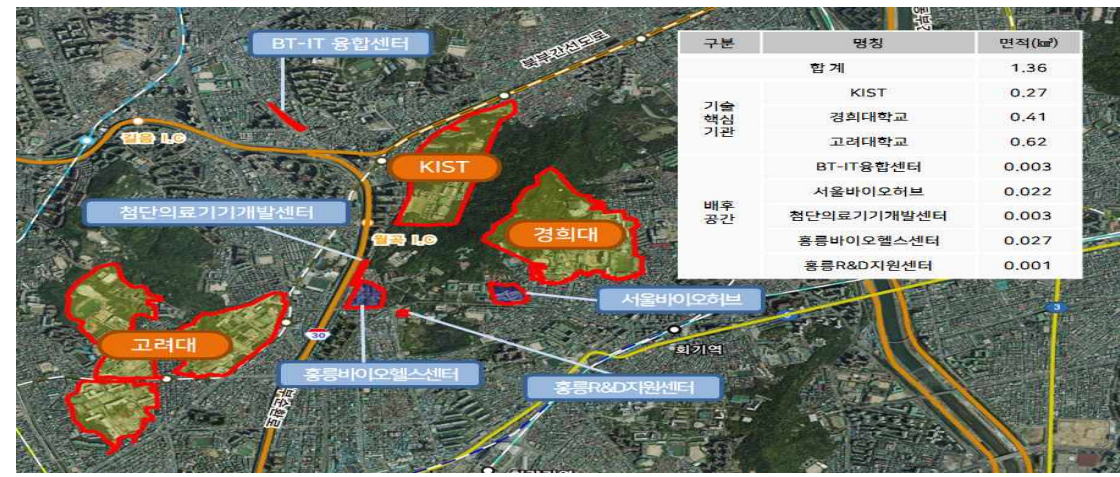 BT-IT 융합센터
북부간선도로
길음 I.C
KIST
첨단의료기기개발센터
월곡 I.C
경희대
서울바이오허브
30
고려대
회기역
홍릉바이오헬스센터
홍릉R&D지원센터
3
구분 명칭 면적(㎢)
합 계 1.36
기술
핵심
기관
KIST 0.27
경희대학교 0.41
고려대학교 0.62
배후
공간
BT-IT융합센터 0.003
서울바이오허브 0.022
첨단의료기기개발센터 0.003
홍릉바이오헬스센터 0.027
홍릉R&D지원센터 0.001